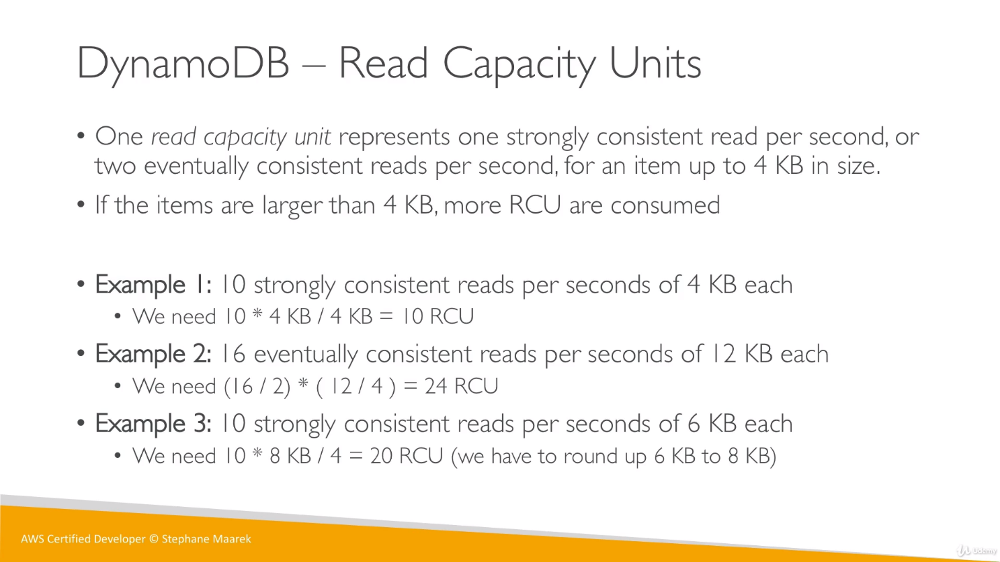 DynamoDB – Read Capacity Units
• One read capacity unit represents one strongly consistent read per second, or
two eventually consistent reads per second, for an item up to 4 KB in size.
• If the items are larger than 4 KB, more RCU are consumed
• Example 1: 10 strongly consistent reads per seconds of 4 KB each
• We need 10 * 4 KB / 4 KB = 10 RCU
• Example 2: 16 eventually consistent reads per seconds of 12 KB each
• We need (16 / 2) * ( 12 / 4 ) = 24 RCU
• Example 3: 10 strongly consistent reads per seconds of 6 KB each
• We need 10 * 8 KB / 4 = 20 RCU (we have to round up 6 KB to 8 KB)
AWS Certified Developer © Stephane Maarek
Udemy